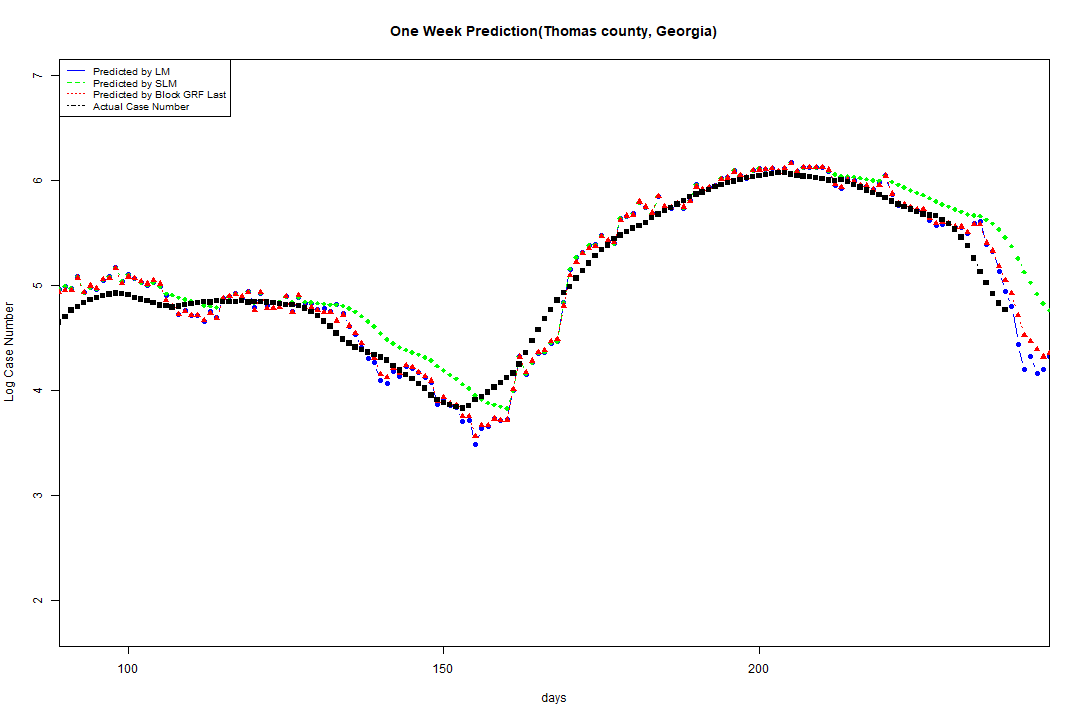 One Week Prediction(Thomas county, Georgia)
7
Predicted by LM
Predicted by SLM
Predicted by Block GRF Last
Actual Case Number
6
5
4
3
2
Log Case Number
100
150
200
days